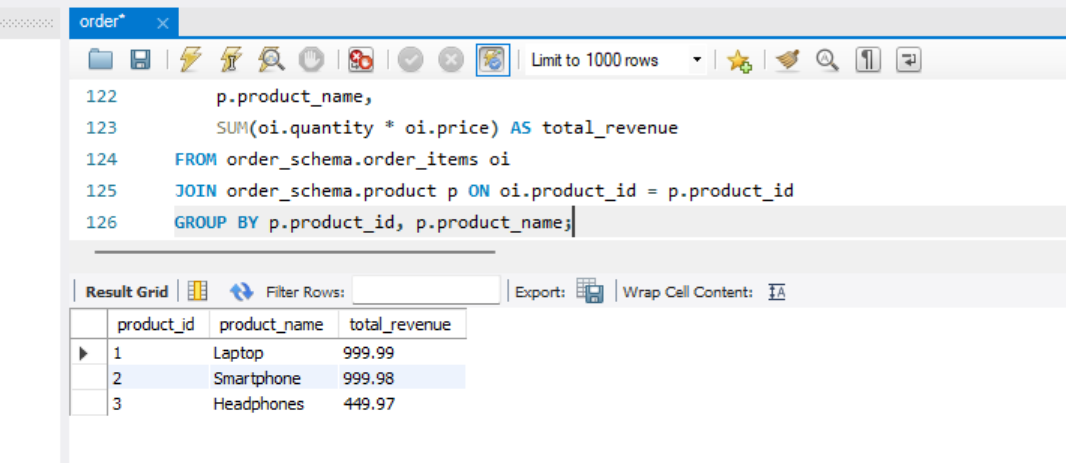 order*
Limit to 1000 rows
122 p.product_name,
123 SUM(oi.quantity * oi.price) AS total_revenue
124 FROM order_schema.order_items oi
125 JOIN order_schema.product p ON oi.product_id = p.product_id
126 GROUP BY p.product_id, p.product_name;
Result Grid Filter Rows: Export: Wrap Cell Content:
product_id product_name total_revenue
1 Laptop 999.99
2 Smartphone 999.98
3 Headphones 449.97